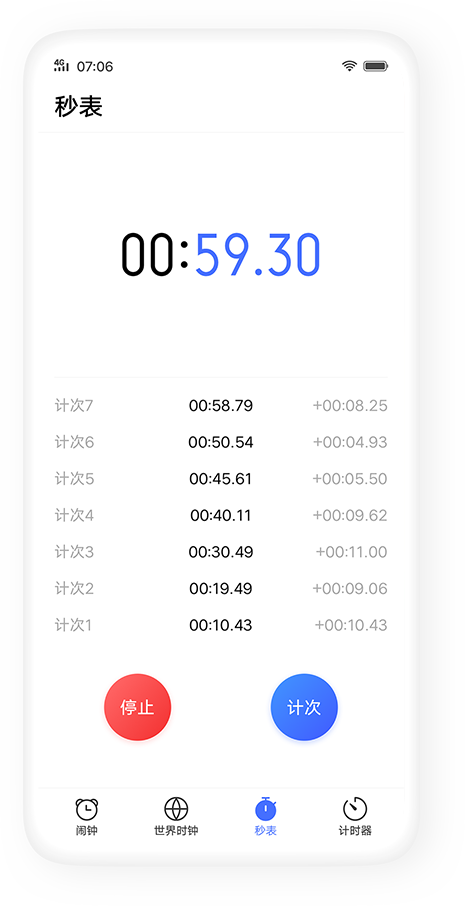 4G 07:06
秒表
00:59.30
计次7 00:58.79 +00:08.25
计次6 00:50.54 +00:04.93
计次5 00:45.61 +00:05.50
计次4 00:40.11 +00:09.62
计次3 00:30.49 +00:11.00
计次2 00:19.49 +00:09.06
计次1 00:10.43 +00:10.43
停止 计次
闹钟 世界时钟 秒表 计时器